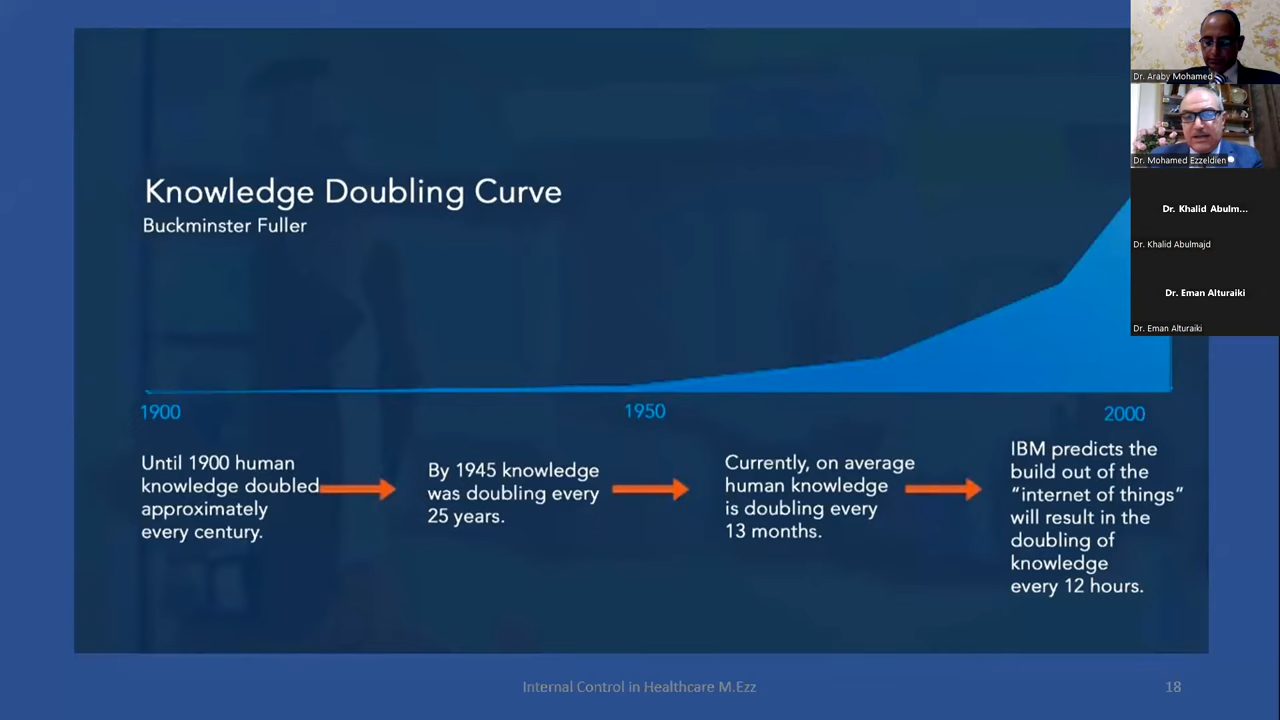 Knowledge Doubling Curve
Buckminster Fuller
1900
1950
2000
Until 1900 human
knowledge doubled
approximately
every century.
By 1945 knowledge
was doubling every
25 years.
Currently, on average
human knowledge
is doubling every
13 months.
IBM predicts the
build out of the
“internet of things”
will result in the
doubling of
knowledge
every 12 hours.
Internal Control in Healthcare M.Ezz
18
Dr. Araby Mohamed
Dr. Mohamed Ezzeldien
Dr. Khalid Abulm...
Dr. Khalid Abulmajd
Dr. Eman Alturaiki
Dr. Eman Alturaiki